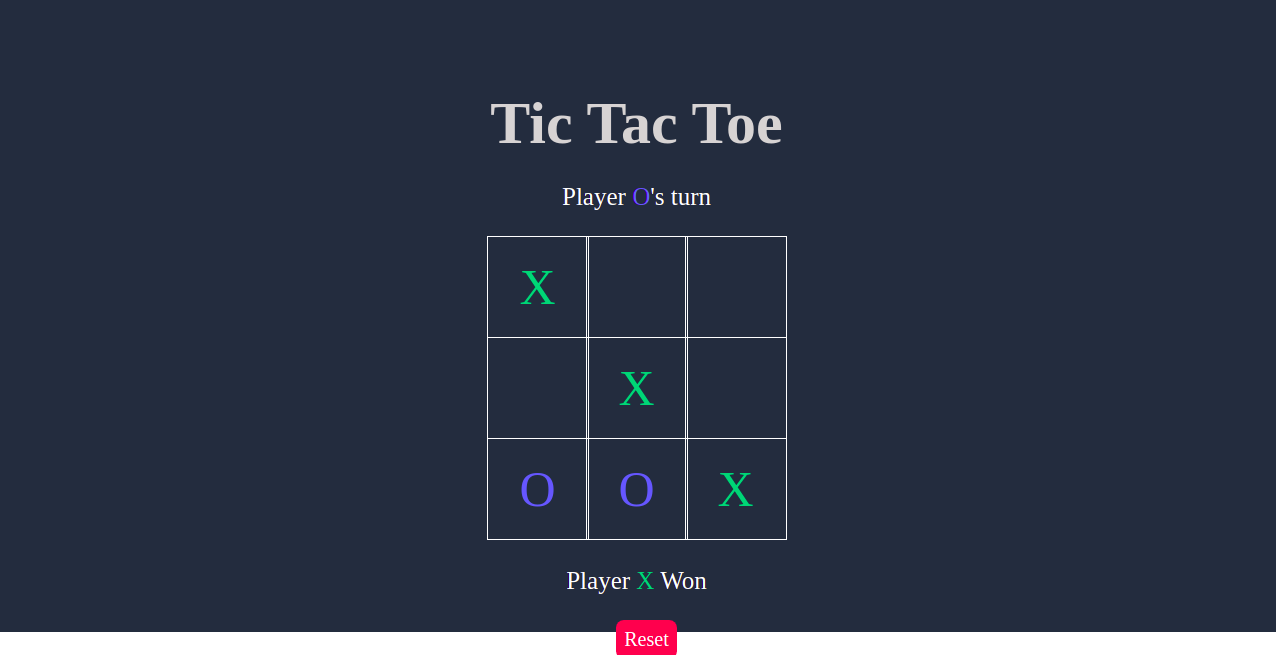 Tic Tac Toe
Player O's turn
X
X
O O X
Player X Won
Reset